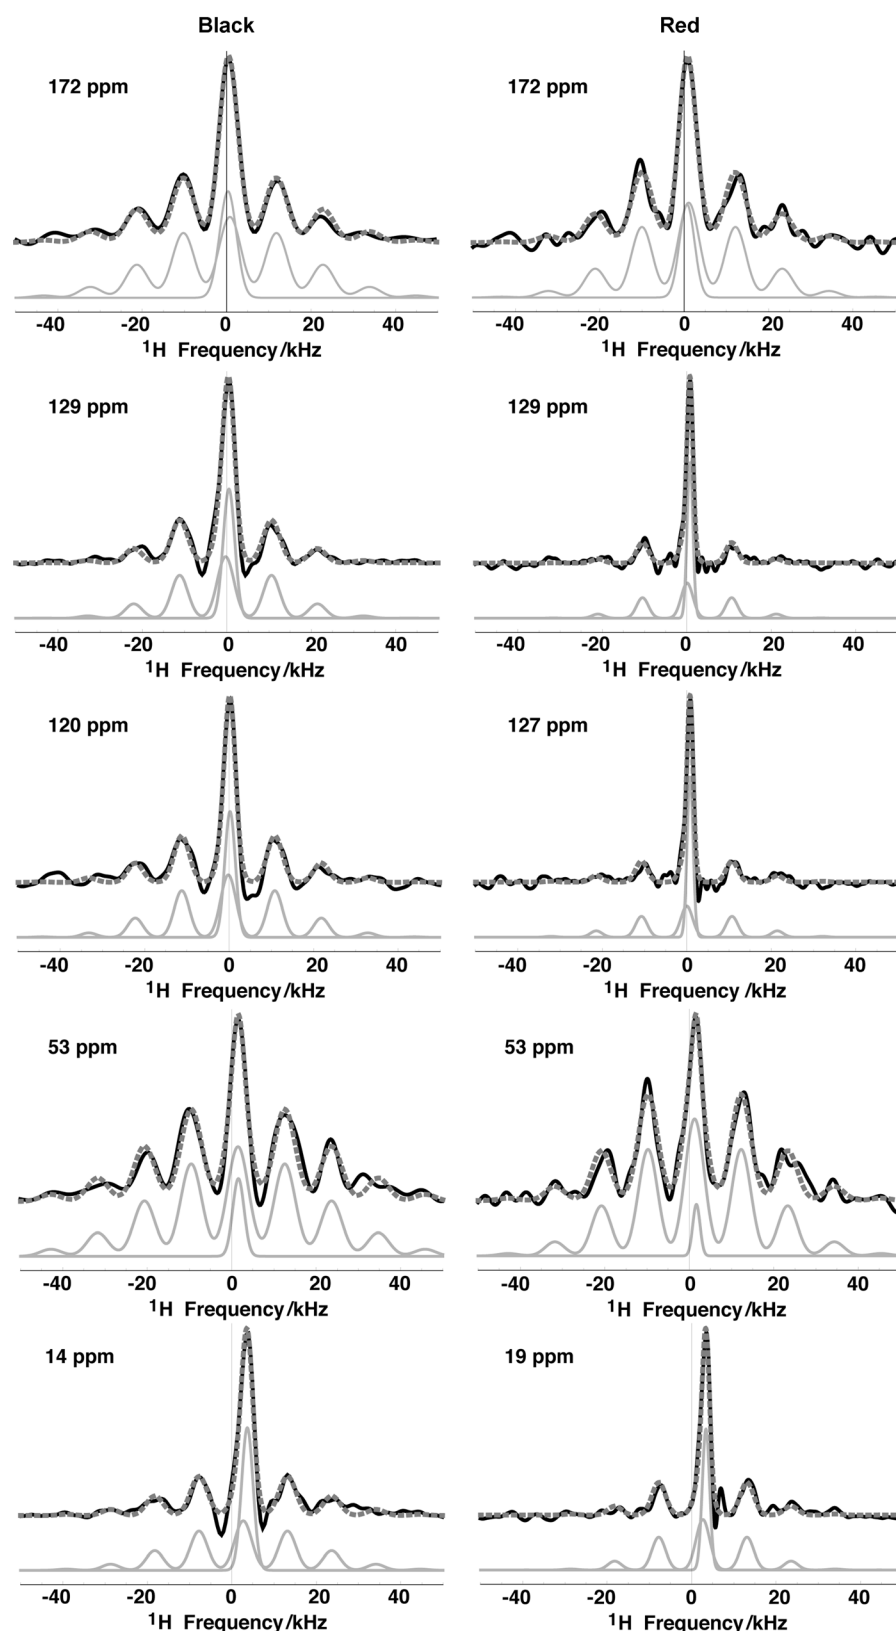 Black Red
172 ppm 172 ppm
-40 -20 0 20 40 -40 -20 0 20 40
1H Frequency/kHz 1H Frequency/kHz
129 ppm 129 ppm
-40 -20 0 20 40 -40 -20 0 20 40
1H Frequency/kHz 1H Frequency/kHz
120 ppm 127 ppm
-40 -20 0 20 40 -40 -20 0 20 40
1H Frequency/kHz 1H Frequency /kHz
53 ppm 53 ppm
-40 -20 0 20 40 -40 -20 0 20 40
1H Frequency/kHz 1H Frequency/kHz
14 ppm 19 ppm
-40 -20 0 20 40 -40 -20 0 20 40
1H Frequency/kHz 1H Frequency/kHz